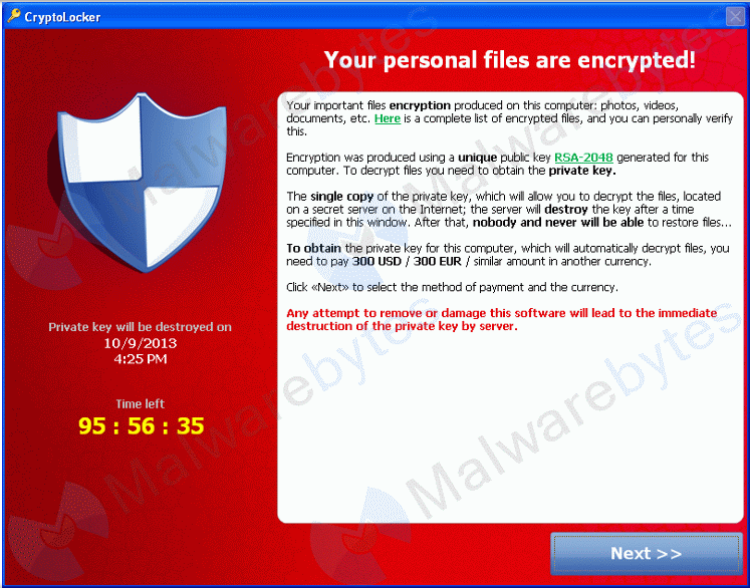 CryptoLocker
Your personal files are encrypted!
Your important files encryption produced on this computer: photos, videos,
documents, etc. Here is a complete list of encrypted files, and you can personally verify
this.
Encryption was produced using a unique public key RSA-2048 generated for this
computer. To decrypt files you need to obtain the private key.
The single copy of the private key, which will allow you to decrypt the files, located
on a secret server on the Internet; the server will destroy the key after a time
specified in this window. After that, nobody and never will be able to restore files...
To obtain the private key for this computer, which will automatically decrypt files, you
need to pay 300 USD / 300 EUR / similar amount in another currency.
Click «Next» to select the method of payment and the currency.
Any attempt to remove or damage this software will lead to the immediate
destruction of the private key by server.
Private key will be destroyed on
10/9/2013
4:25 PM
Time left
95 : 56 : 35
Next >>
Malwarebytes
Malwarebytes
Malwarebytes
Malwarebytes